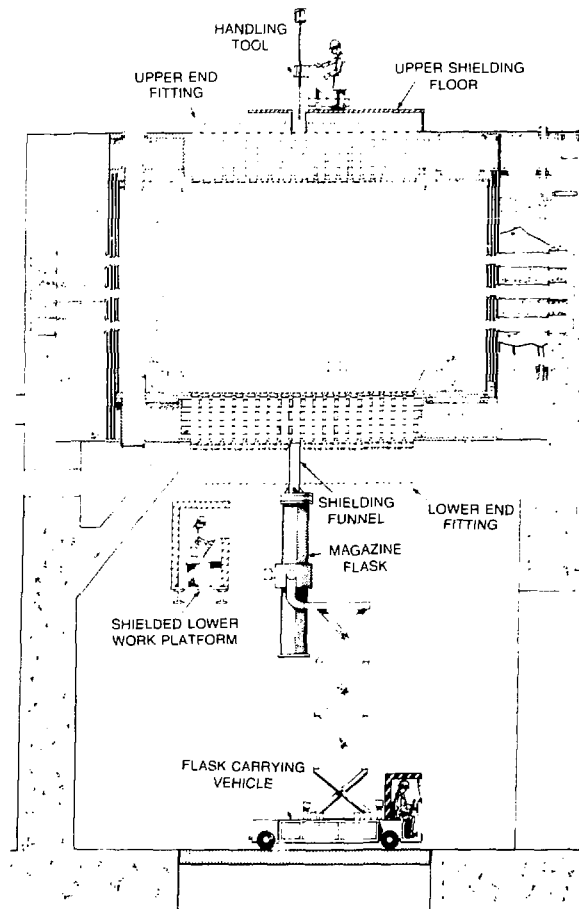 HANDLING
TOOL
UPPER END
FITTING
UPPER SHIELDING
FLOOR
SHIELDING
FUNNEL
LOWER END
FITTING
MAGAZINE
FLASK
SHIELDED LOWER
WORK PLATFORM
FLASK CARRYING
VEHICLE